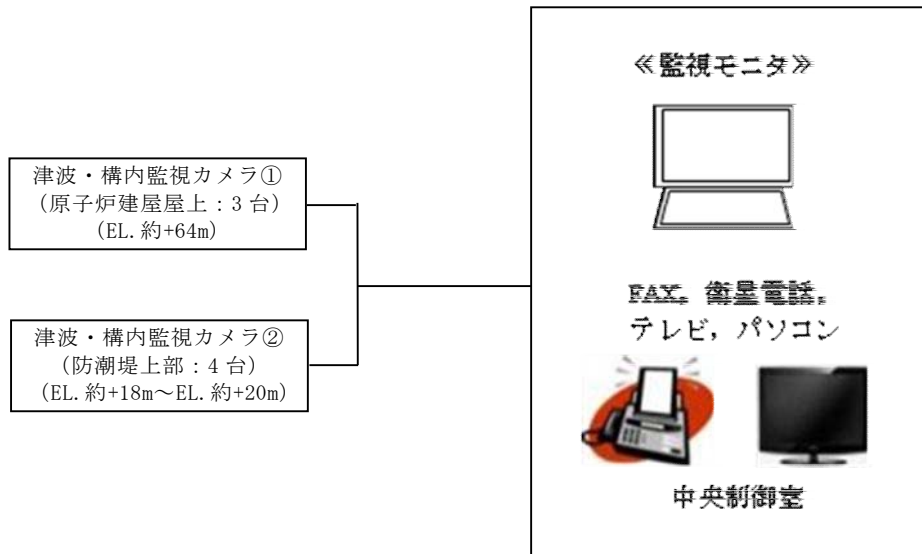 津波・構内監視カメラ①
(原子炉建屋屋上：3 台)
(EL.約+64m)
津波・構内監視カメラ②
(防潮堤上部：4 台)
(EL.約+18m～EL.約+20m)
≪監視モニタ≫
FAX，衛星電話，
テレビ，パソコン
中央制御室